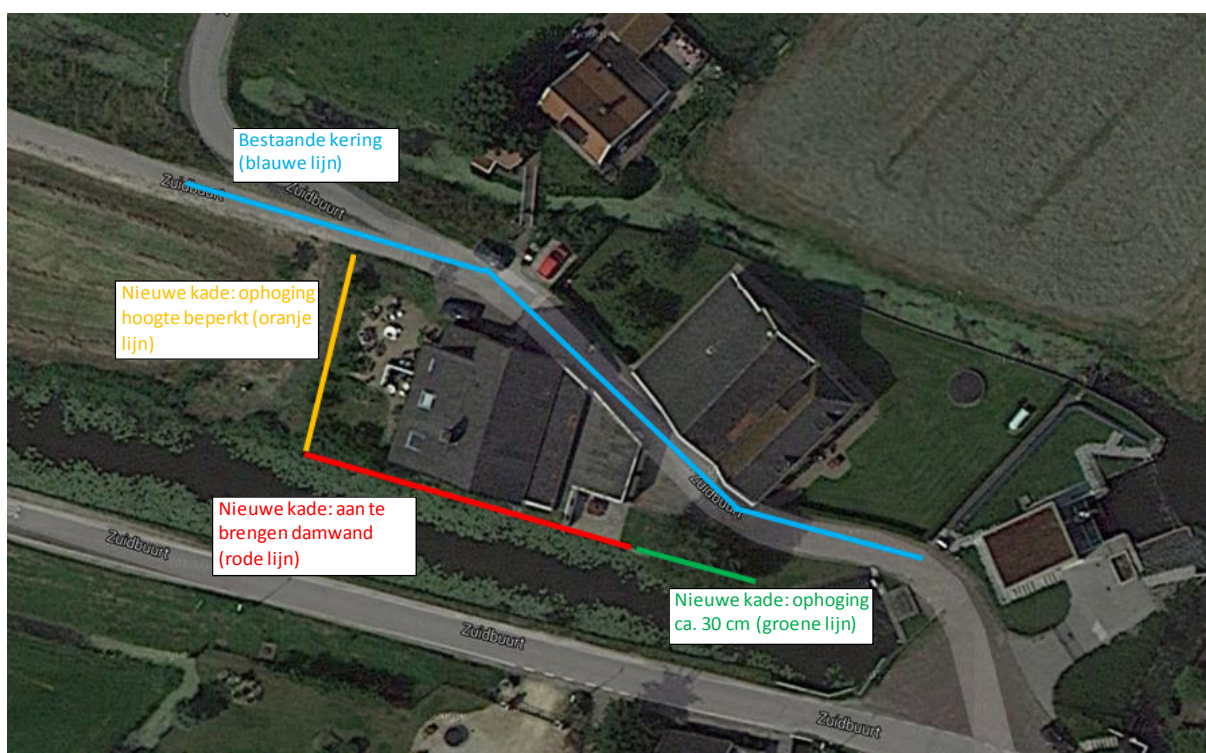 Bestaande kering
(blauwe lijn)
Zuidbuurt
Zuidbuurt
Nieuwe kade: ophoging
hoogte beperkt (oranje
lijn)
Nieuwe kade: aan te
brengen damwand
(rode lijn)
Zuidbuurt
Zuidbuurt
Nieuwe kade: ophoging
ca. 30 cm (groene lijn)
Zuidbuurt
Zuidbuurt